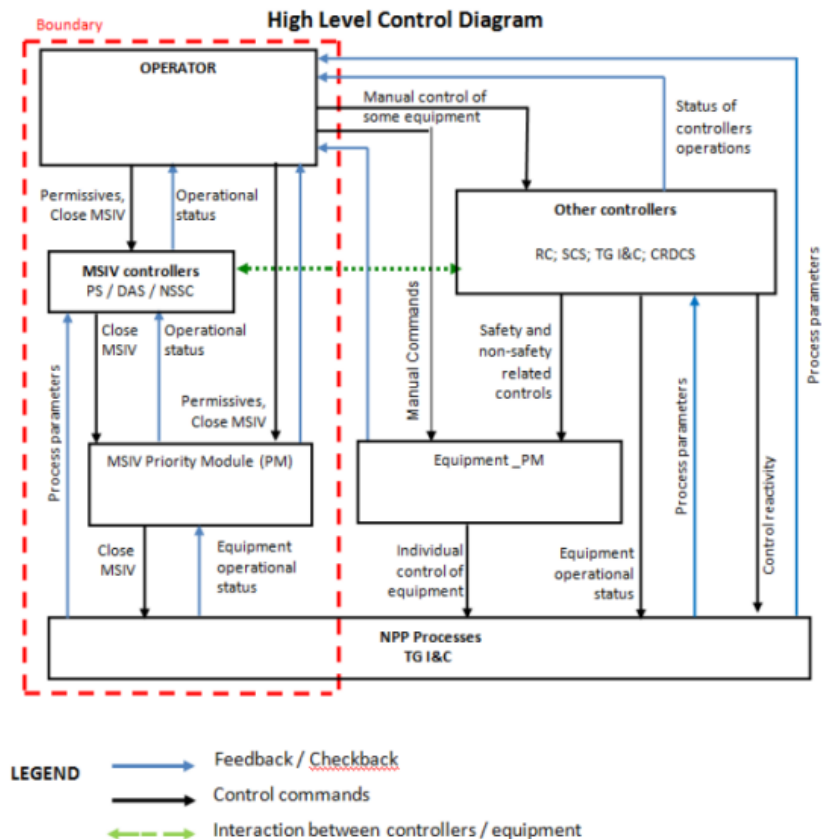 High Level Control Diagram
Boundary
OPERATOR
Manual control of
some equipment
Status of
controllers
operations
Permissives,
Close MSIV
Operational
status
Other controllers
RC; SCS; TG I&C; CRDCS
MSIV controllers
PS / DAS / NSSC
Close
MSIV
Operational
status
Process parameters
Permissives,
Close MSIV
Manual Commands
Safety and
non-safety
related
controls
Process parameters
Process parameters
Control reactivity
MSIV Priority Module (PM)
Equipment _PM
Close
MSIV
Equipment
operational
status
Individual
control of
equipment
Equipment
operational
status
NPP Processes
TG I&C
LEGEND
Feedback / Checkback
Control commands
Interaction between controllers / equipment